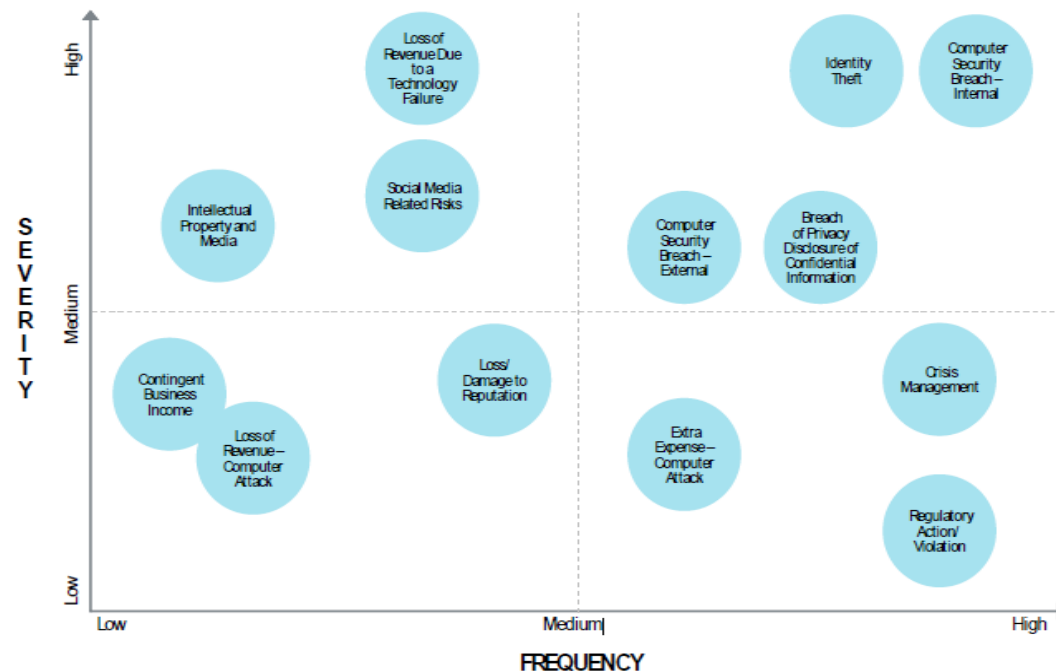 High
Medium
Low
SEVERITY
Loss of
Revenue Due
to a
Technology
Failure
Identity
Theft
Computer
Security
Breach –
Internal
Social Media
Related Risks
Intellectual
Property and
Media
Computer
Security
Breach –
External
Breach
of Privacy
Disclosure of
Confidential
Information
Contingent
Business
Income
Loss of
Revenue –
Computer
Attack
Loss/
Damage to
Reputation
Extra
Expense –
Computer
Attack
Crisis
Management
Regulatory
Action/
Violation
Low
Medium
High
FREQUENCY